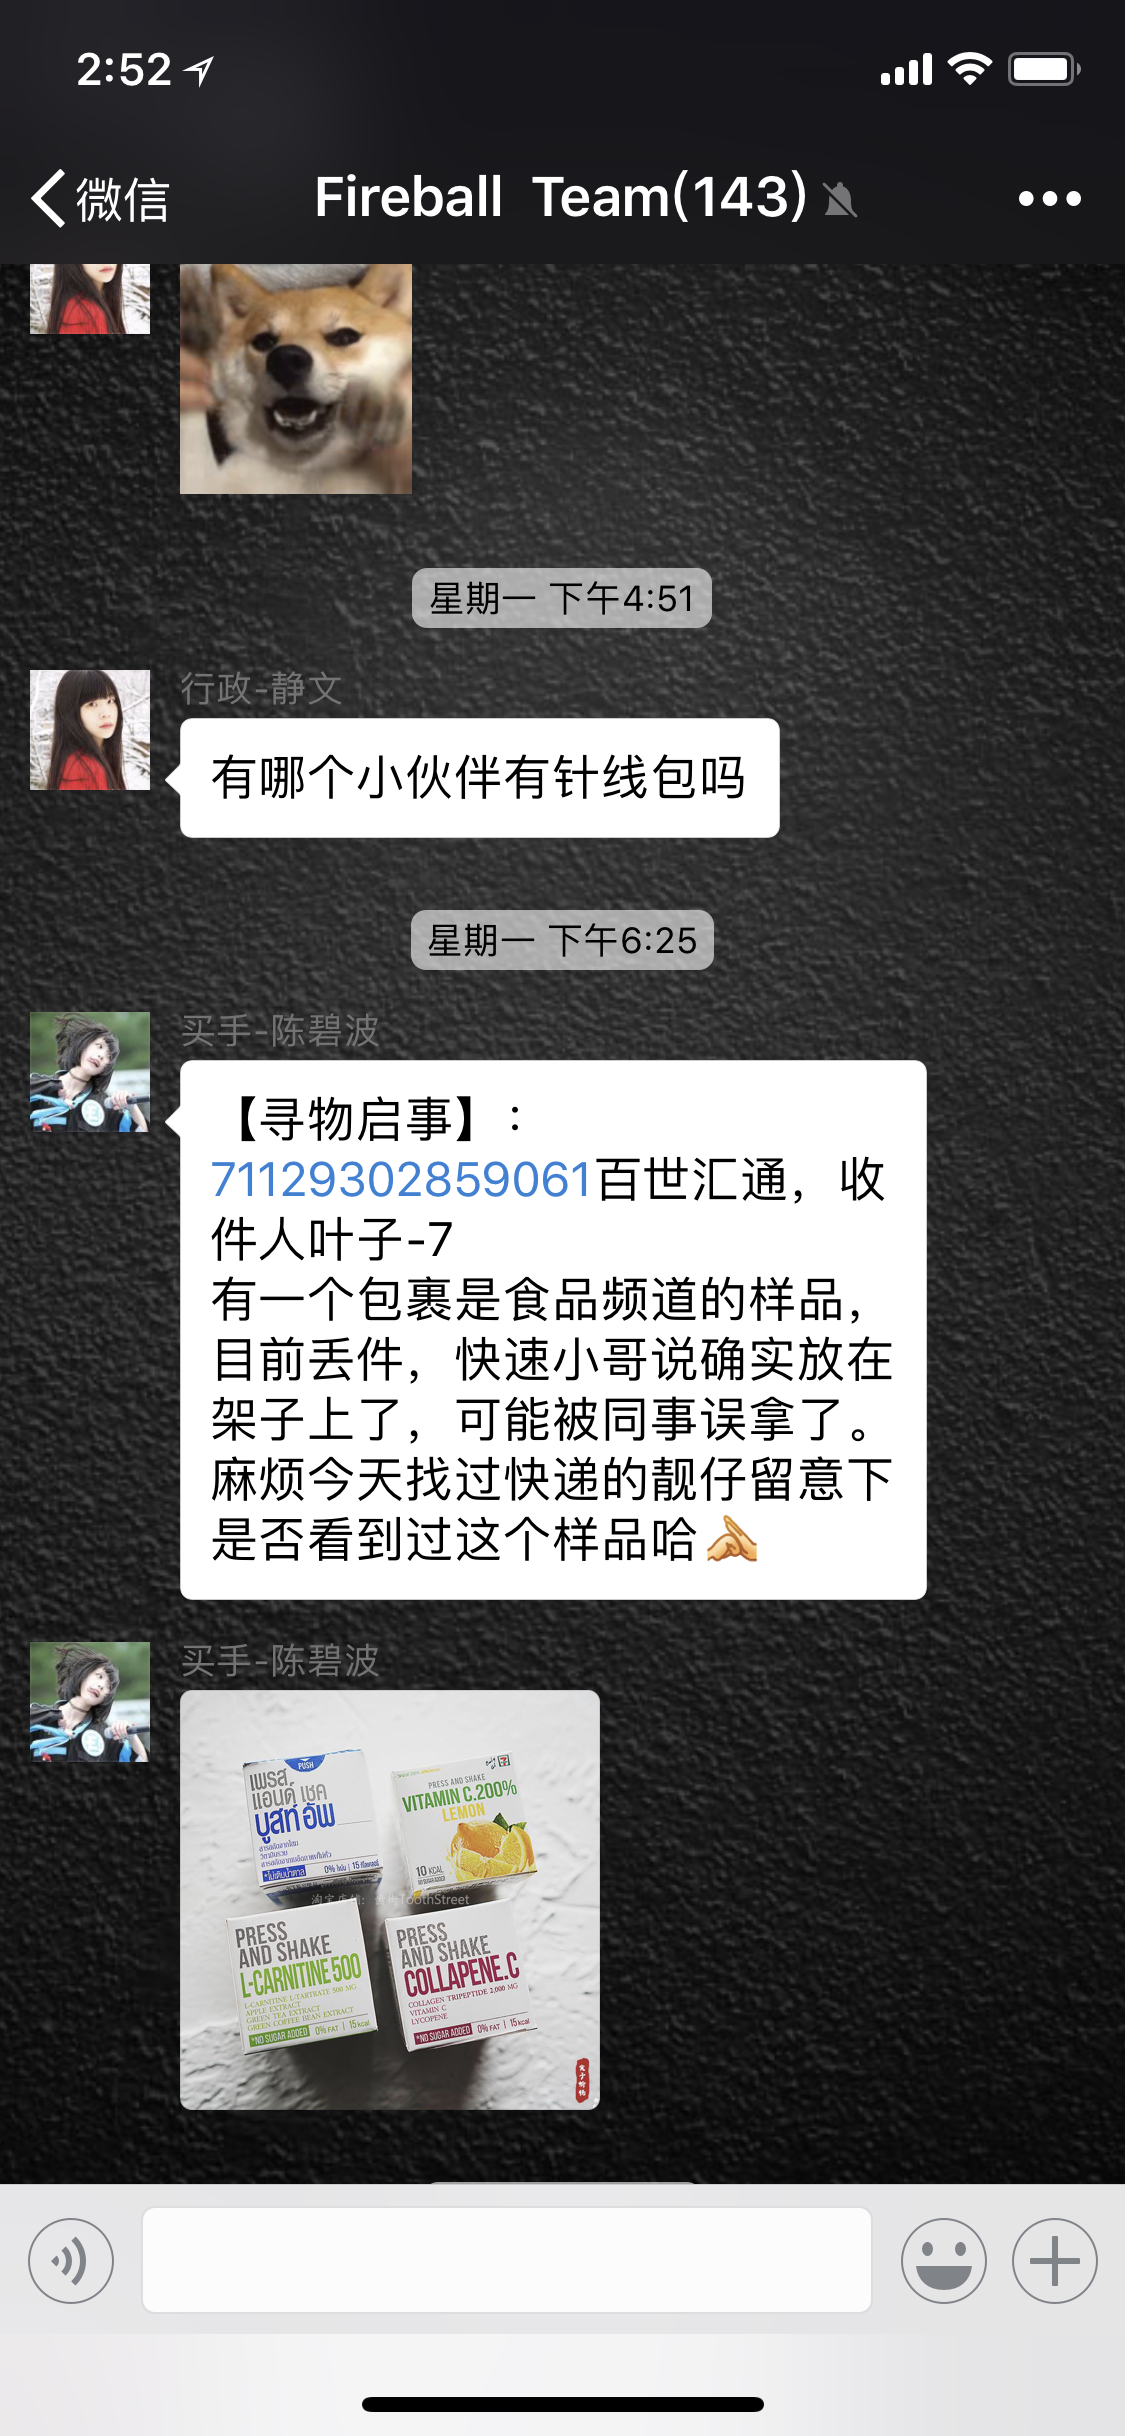 2:52
微信
Fireball Team(143)
星期一 下午4:51
行政-静文
有哪个小伙伴有针线包吗
星期一 下午6:25
买手-陈碧波
【寻物启事】：
71129302859061百世汇通，收
件人叶子-7
有一个包裹是食品频道的样品，
目前丢件，快速小哥说确实放在
架子上了，可能被同事误拿了。
麻烦今天找过快递的靓仔留意下
是否看到过这个样品哈
买手-陈碧波
PUSH
เพรส
แอนด์ เชค
บูสท์ อัพ
*ไม่เติมน้ำตาล
PRESS AND SHAKE
VITAMIN C.200%
LEMON
10 KCAL
ToothStreet
PRESS
AND SHAKE
L-CARNITINE 500
L-CARNITINE L-TARTRATE 500 MG
APPLE EXTRACT
GREEN TEA EXTRACT
GREEN COFFEE BEAN EXTRACT
*NO SUGAR ADDED 0% FAT | 15 kcal
PRESS
AND SHAKE
COLLAPENE.C
COLLAGEN TRIPEPTIDE 2,000 MG
VITAMIN C
LYCOPENE
*NO SUGAR ADDED 0% FAT | 15 kcal